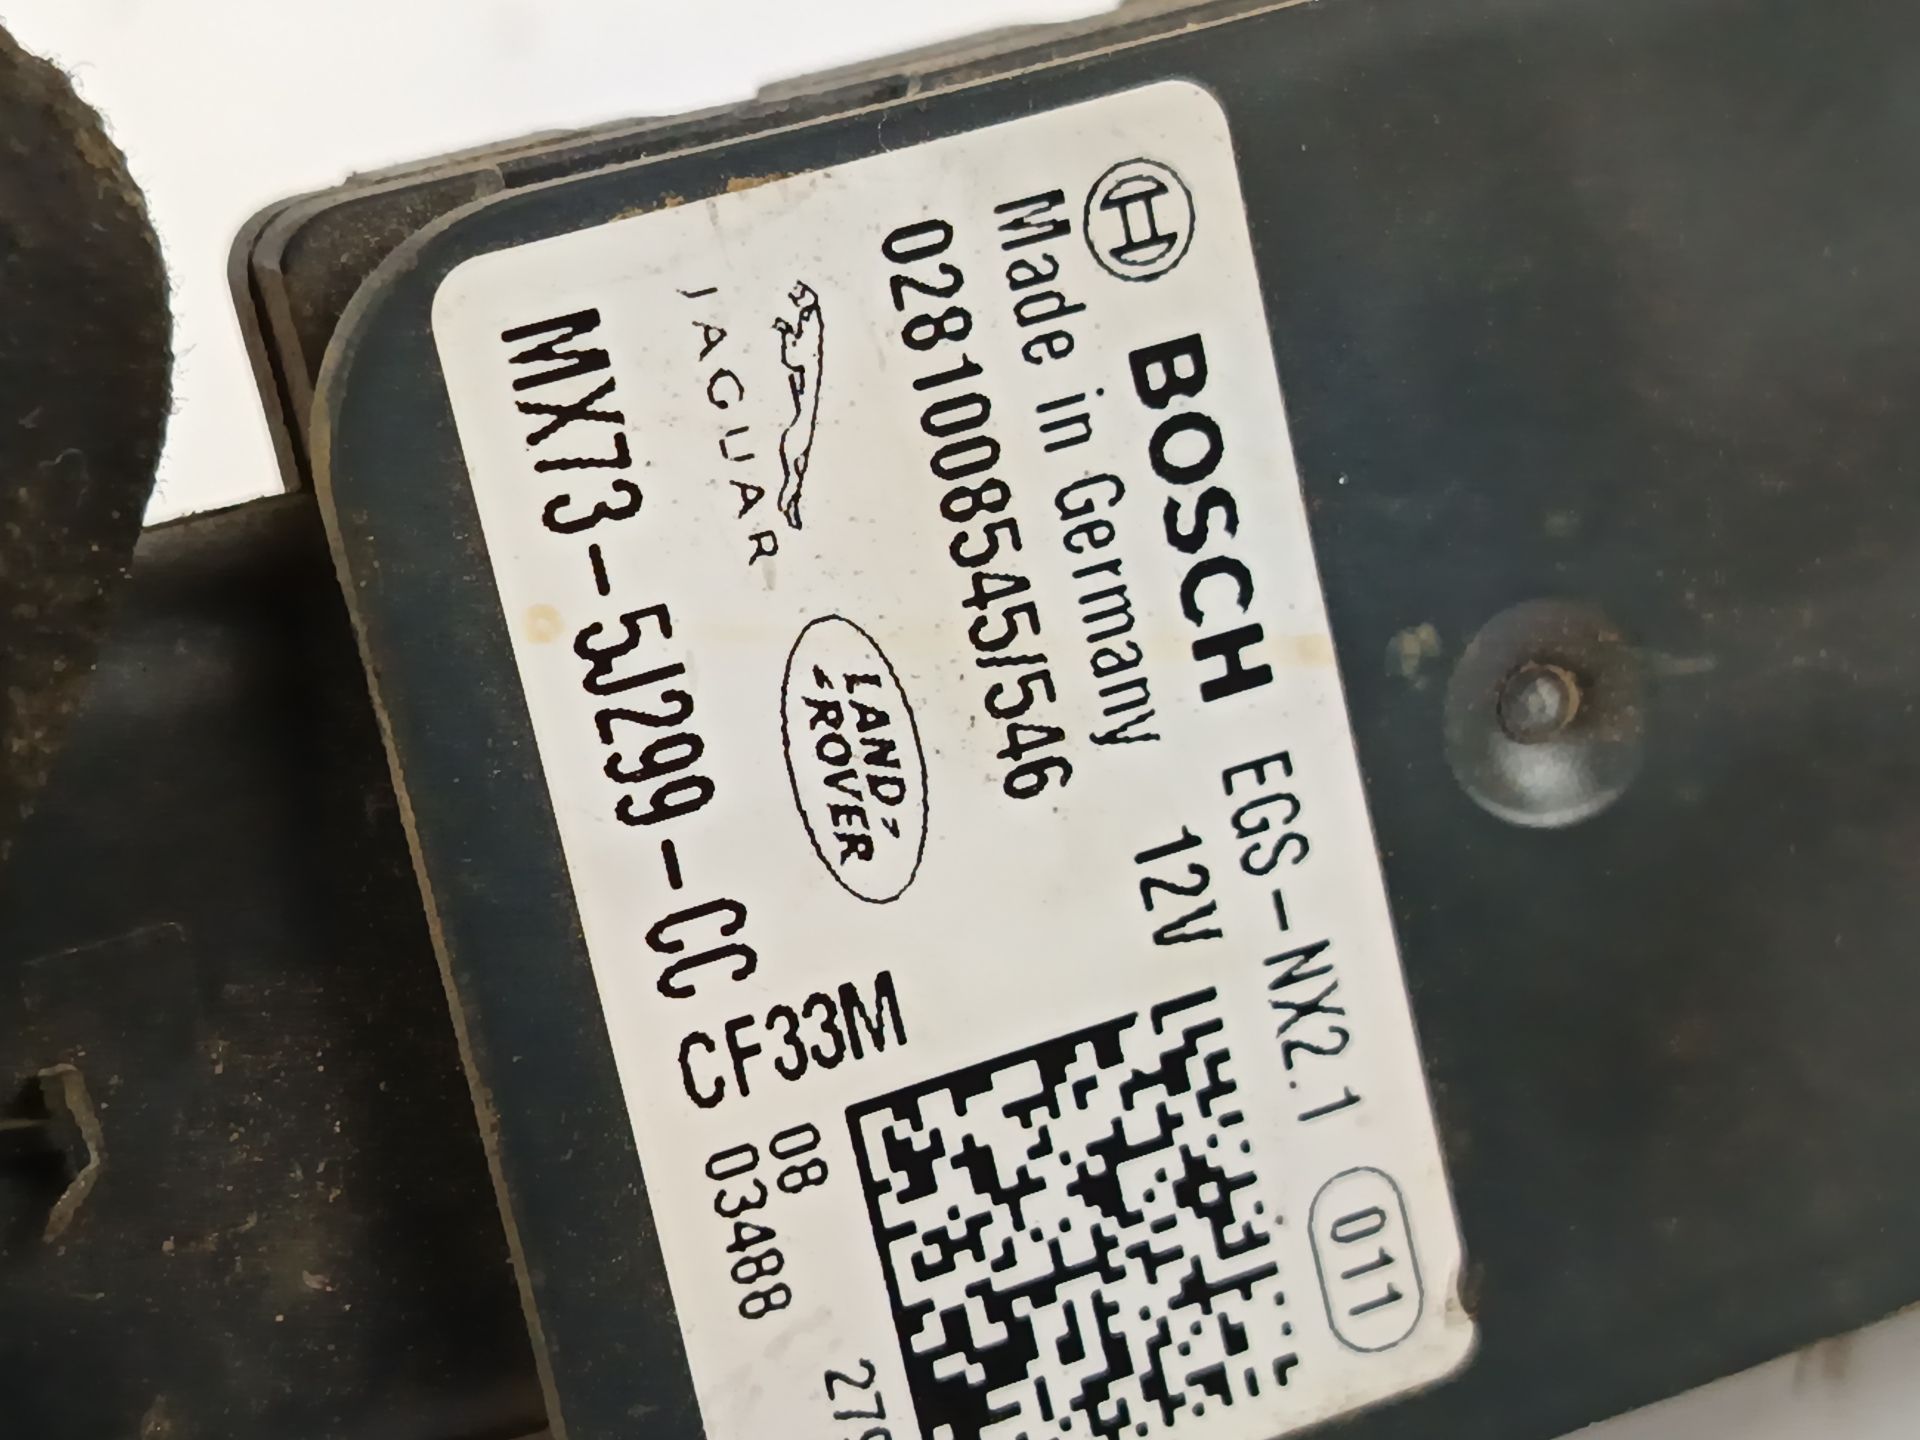 BOSCH EGS-NX2.1 011
Made in Germany 12V
0281008545/546
JAGUAR
LAND ROVER
MX73-5J299-CC CF33M
08
03488